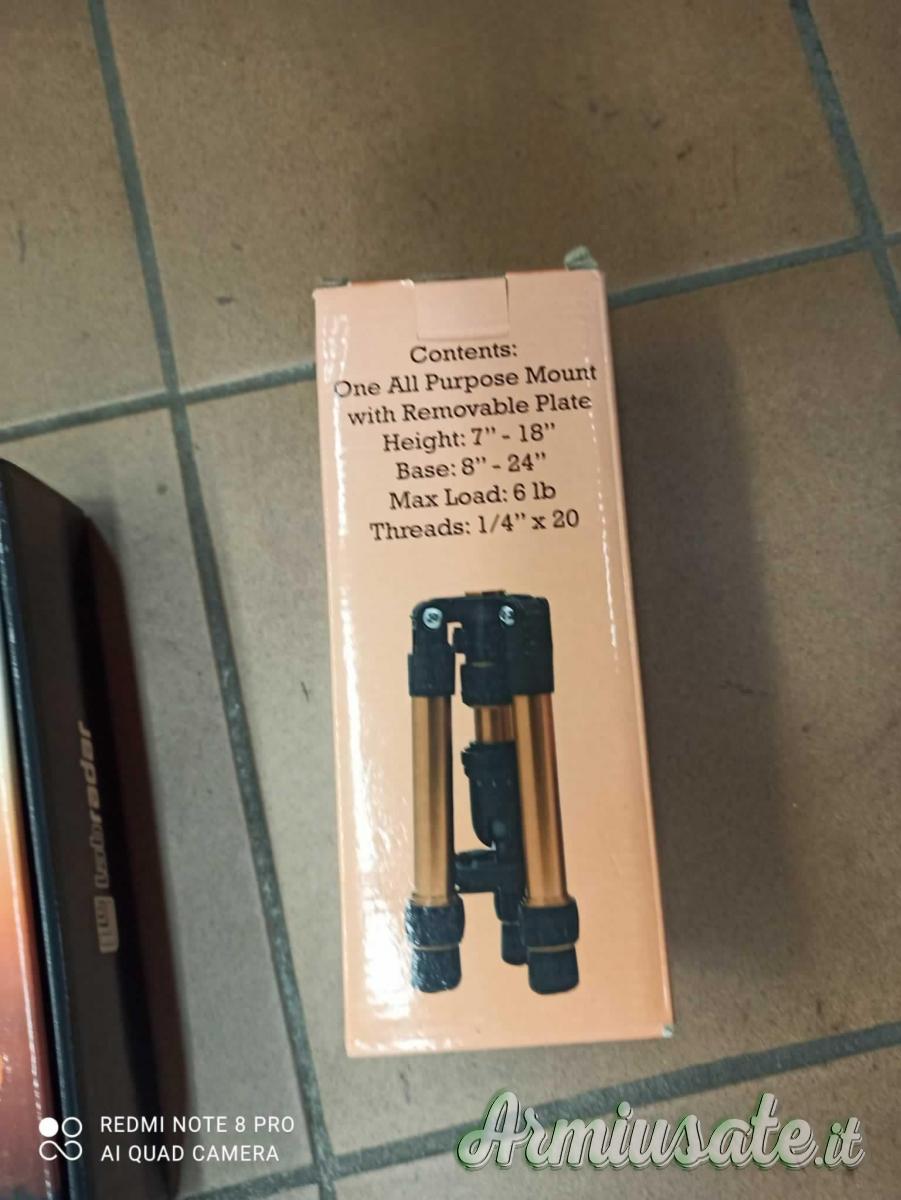 Contents:
One All Purpose Mount
with Removable Plate
Height: 7” - 18”
Base: 8” - 24”
Max Load: 6 lb
Threads: 1/4” x 20
labradar
REDMI NOTE 8 PRO
AI QUAD CAMERA
Armiusate.it